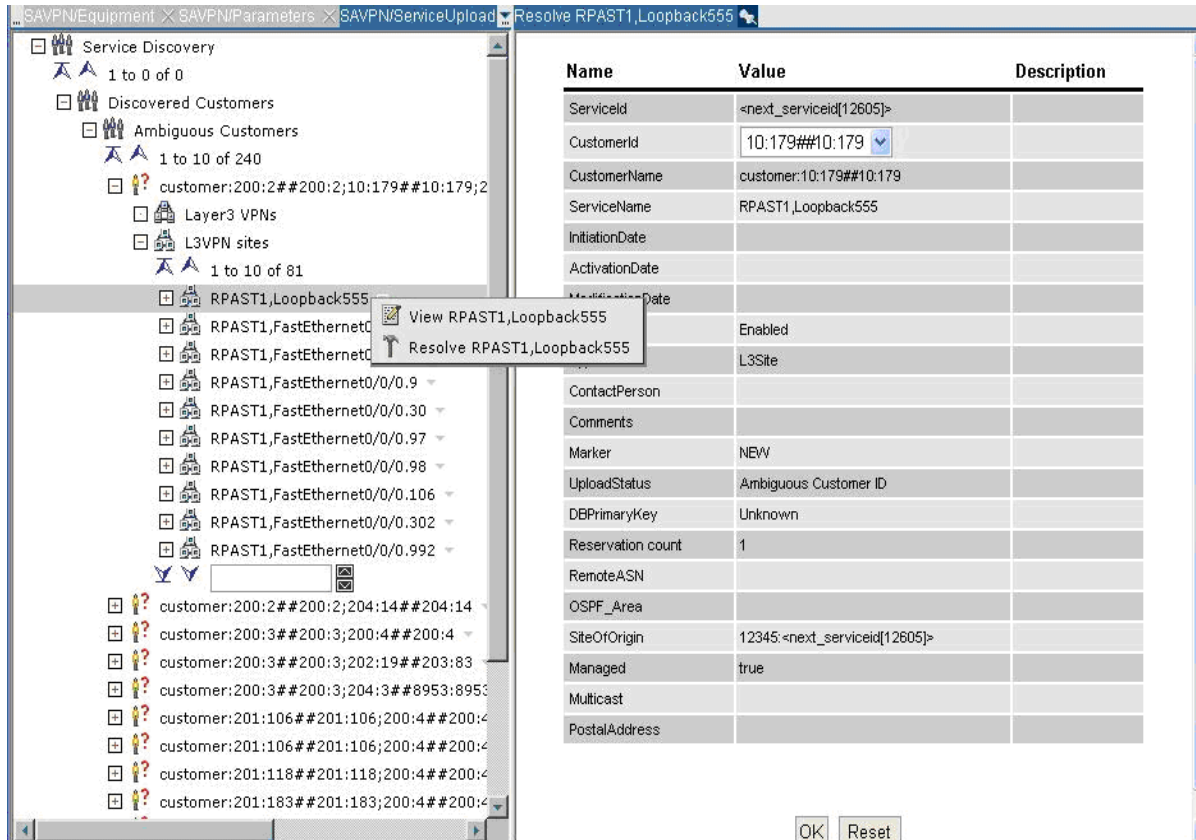 SAVPN/Equipment
SAVPN/Parameters
SAVPN/ServiceUpload
Resolve RPAST1,Loopback555
Service Discovery
1 to 0 of 0
Discovered Customers
Ambiguous Customers
1 to 10 of 240
customer:200:2##200:2;10:179##10:179;2
Layer3 VPNs
L3VPN sites
1 to 10 of 81
RPAST1,Loopback555
RPAST1,FastEthernet0
RPAST1,FastEthernet
RPAST1,FastEthernet0/0/0.9
RPAST1,FastEthernet0/0/0.30
RPAST1,FastEthernet0/0/0.97
RPAST1,FastEthernet0/0/0.98
RPAST1,FastEthernet0/0/0.106
RPAST1,FastEthernet0/0/0.302
RPAST1,FastEthernet0/0/0.992
customer:200:2##200:2;204:14##204:14
customer:200:3##200:3;200:4##200:4
customer:200:3##200:3;202:19##203:83
customer:200:3##200:3;204:3##8953:8953
customer:201:106##201:106;200:4##200:4
customer:201:106##201:106;200:4##200:4
customer:201:118##201:118;200:4##200:4
customer:201:183##201:183;200:4##200:4
View RPAST1,Loopback555
Resolve RPAST1,Loopback555
Name Value Description
ServiceId <next_serviceid[12605]>
CustomerId 10:179##10:179
CustomerName customer:10:179##10:179
ServiceName RPAST1,Loopback555
InitiationDate
ActivationDate
ModificationDate
Enabled
L3Site
ContactPerson
Comments
Marker NEW
UploadStatus Ambiguous Customer ID
DBPrimaryKey Unknown
Reservation count 1
RemoteASN
OSPF_Area
SiteOfOrigin 12345:<next_serviceid[12605]>
Managed true
Multicast
PostalAddress
OK Reset